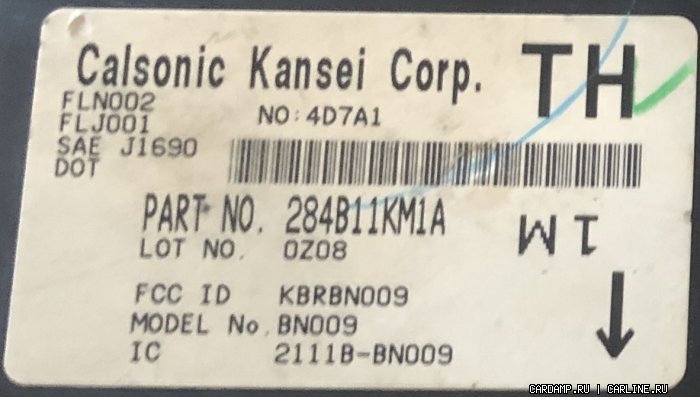 Calsonic Kansei Corp.
TH
FLN002
FLJ001
NO:4D7A1
SAE J1690
DOT
PART NO. 284B11KM1A
LOT NO. 0Z08
1M
FCC ID KBRBN009
MODEL No. BN009
IC 2111B-BN009
CARDAMP.RU | CARLINE.RU